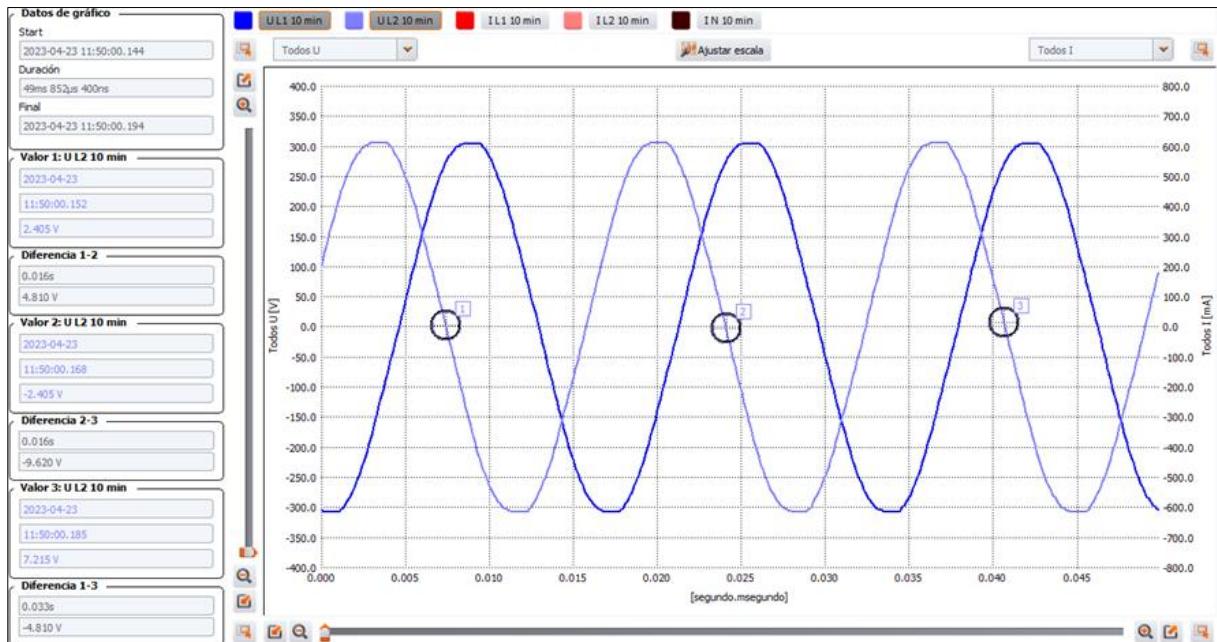 Datos de gráfico
Start
2023-04-23 11:50:00.144
Duración
49ms 852µs 400ns
Final
2023-04-23 11:50:00.194
Valor 1: U L2 10 min
2023-04-23
11:50:00.152
2.405 V
Diferencia 1-2
0.016s
4.810 V
Valor 2: U L2 10 min
2023-04-23
11:50:00.168
-2.405 V
Diferencia 2-3
0.016s
-9.620 V
Valor 3: U L2 10 min
2023-04-23
11:50:00.185
7.215 V
Diferencia 1-3
0.033s
-4.810 V
U L1 10 min U L2 10 min I L1 10 min I L2 10 min I N 10 min
Todos U Ajustar escala Todos I
400.0 800.0
350.0 700.0
300.0 600.0
250.0 500.0
200.0 400.0
150.0 300.0
100.0 200.0
50.0 100.0
0.0 0.0
-50.0 -100.0
-100.0 -200.0
-150.0 -300.0
-200.0 -400.0
-250.0 -500.0
-300.0 -600.0
-350.0 -700.0
-400.0 -800.0
Todos U [V]
1 2 3
Todos I [mA]
0.000 0.005 0.010 0.015 0.020 0.025 0.030 0.035 0.040 0.045
[segundo.msegundo]